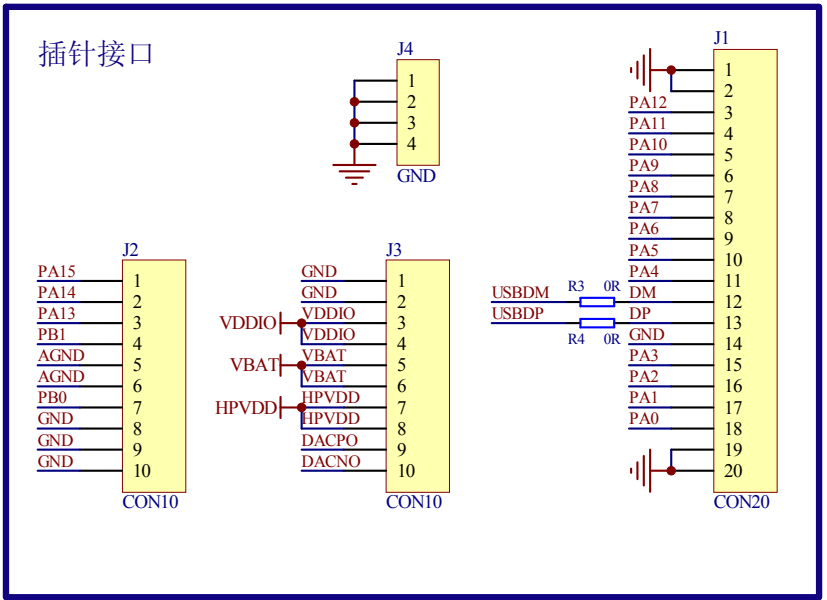 插针接口
J4
1
2
3
4
GND
J1
1
2
PA12 3
PA11 4
PA10 5
PA9 6
PA8 7
PA7 8
PA6 9
PA5 10
PA4 11
USBDM R3 0R DM 12
USBDP R4 0R DP 13
GND 14
PA3 15
PA2 16
PA1 17
PA0 18
19
20
CON20
J2
PA15 1
PA14 2
PA13 3
PB1 4
AGND 5
AGND 6
PB0 7
GND 8
GND 9
GND 10
CON10
J3
GND 1
GND 2
VDDIO VDDIO 3
VDDIO 4
VBAT VBAT 5
VBAT 6
HPVDD HPVDD 7
HPVDD 8
DACPO 9
DACNO 10
CON10